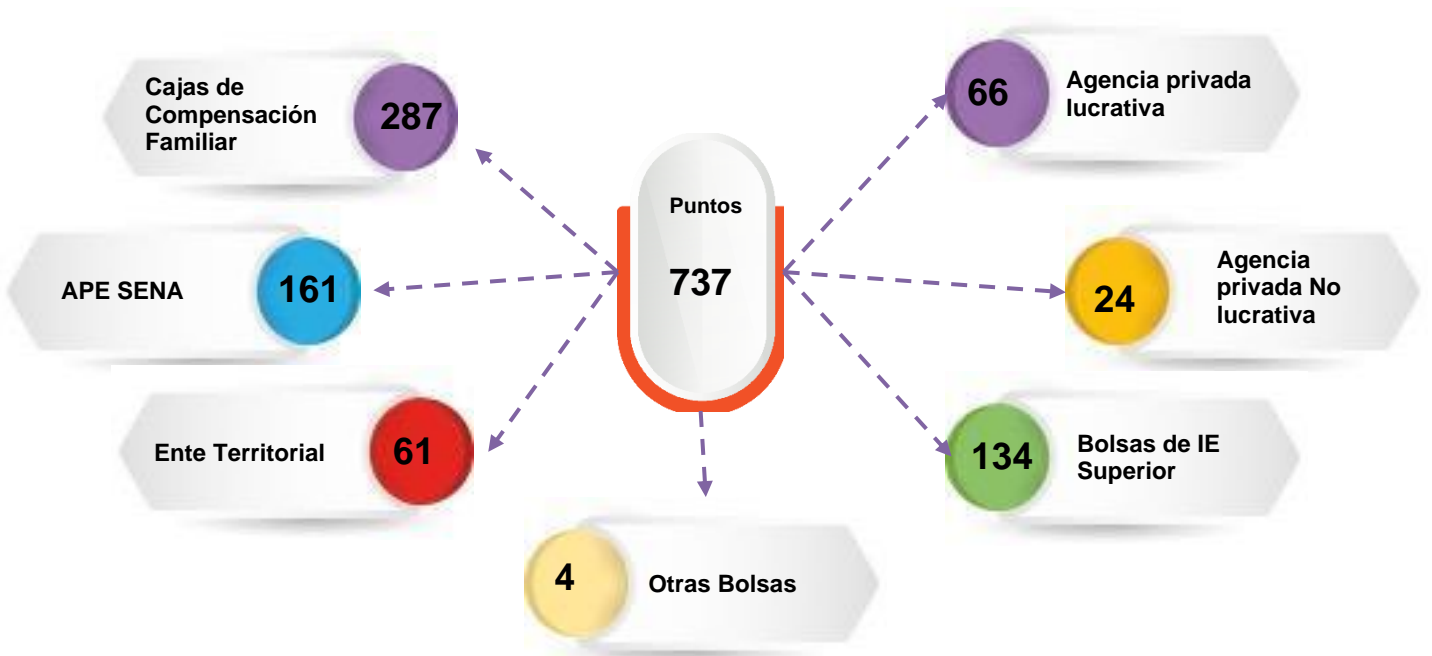 Cajas de
Compensación
Familiar
287
APE SENA
161
Ente Territorial
61
Puntos
737
66
Agencia privada
lucrativa
24
Agencia
privada No
lucrativa
134
Bolsas de IE
Superior
4
Otras Bolsas